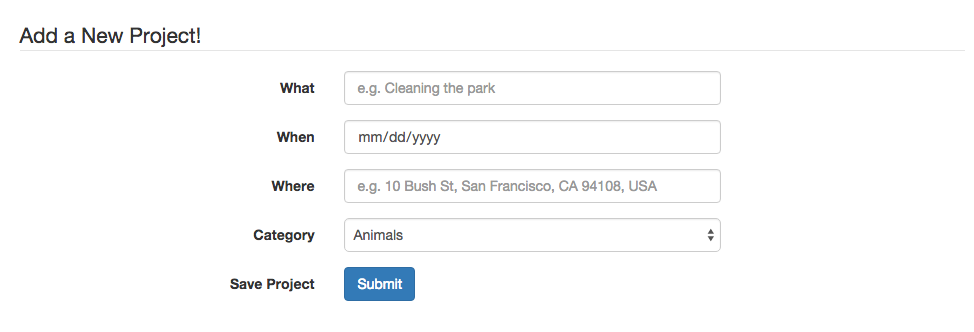 Add a New Project!
What e.g. Cleaning the park
When mm/dd/yyyy
Where e.g. 10 Bush St, San Francisco, CA 94108, USA
Category Animals
Save Project Submit